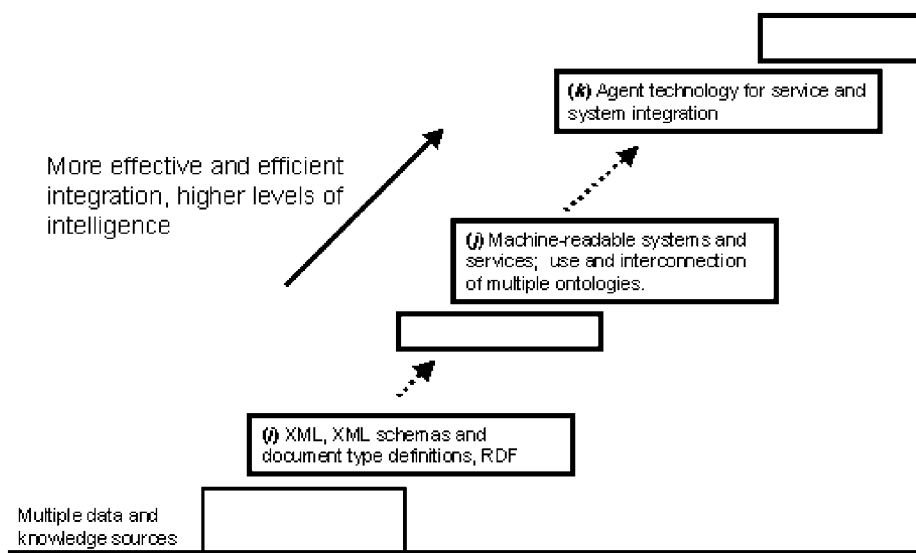 (k) Agent technology for service and
system integration
More effective and efficient
integration, higher levels of
intelligence
(j) Machine-readable systems and
services; use and interconnection
of multiple ontologies.
(i) XML, XML schemas and
document type definitions, RDF
Multiple data and
knowledge sources